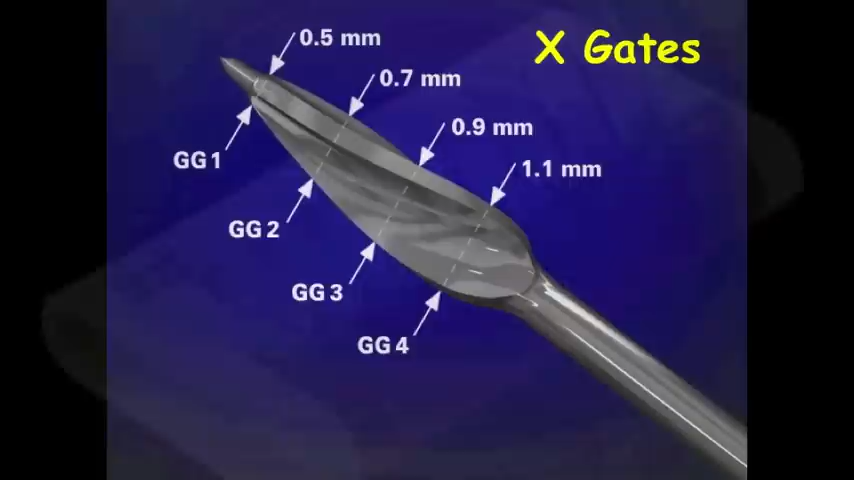 X Gates
0.5 mm
0.7 mm
0.9 mm
1.1 mm
GG 1
GG 2
GG 3
GG 4